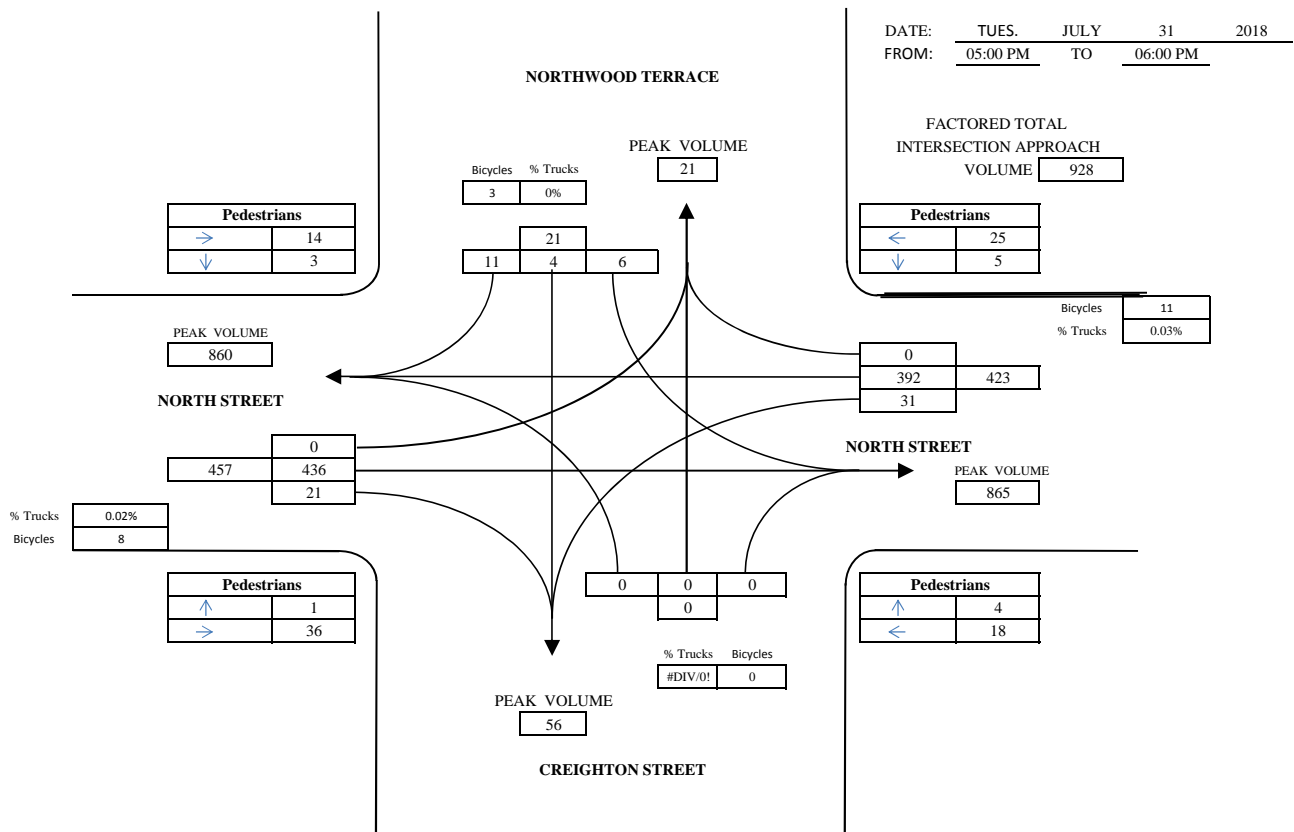 DATE: TUES. JULY 31 2018
FROM: 05:00 PM TO 06:00 PM
NORTHWOOD TERRACE
FACTORED TOTAL
INTERSECTION APPROACH
VOLUME 928
PEAK VOLUME
21
Bicycles % Trucks
3 0%
Pedestrians
→ 14
↓ 3
21
11 4 6
Pedestrians
← 25
↓ 5
Bicycles 11
% Trucks 0.03%
PEAK VOLUME
860
0
392 423
31
NORTH STREET
0
457 436
21
NORTH STREET
PEAK VOLUME
865
% Trucks 0.02%
Bicycles 8
Pedestrians
↑ 1
→ 36
0 0 0
0
Pedestrians
↑ 4
← 18
% Trucks Bicycles
#DIV/0! 0
PEAK VOLUME
56
CREIGHTON STREET